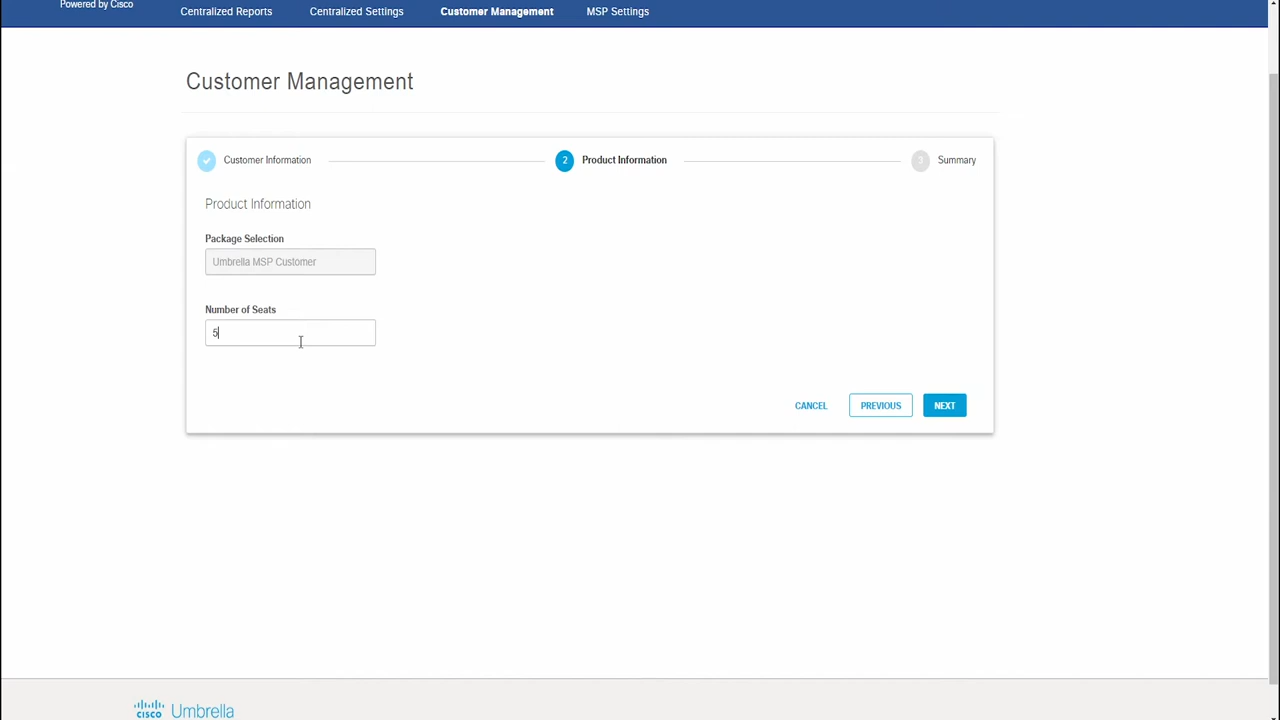 Powered by Cisco
Centralized Reports Centralized Settings Customer Management MSP Settings
Customer Management
Customer Information 2 Product Information 3 Summary
Product Information
Package Selection
Umbrella MSP Customer
Number of Seats
5
CANCEL PREVIOUS NEXT
cisco Umbrella